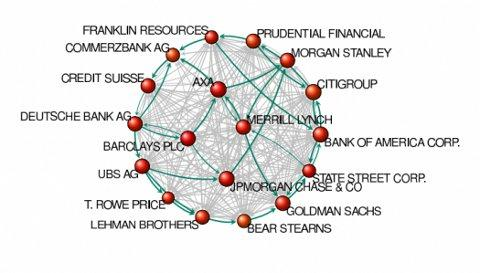 FRANKLIN RESOURCES
PRUDENTIAL FINANCIAL
COMMERZBANK AG
MORGAN STANLEY
CREDIT SUISSE
AXA
CITIGROUP
DEUTSCHE BANK AG
MERRILL LYNCH
BARCLAYS PLC
BANK OF AMERICA CORP.
UBS AG
STATE STREET CORP.
JPMORGAN CHASE & CO
T. ROWE PRICE
GOLDMAN SACHS
LEHMAN BROTHERS
BEAR STEARNS